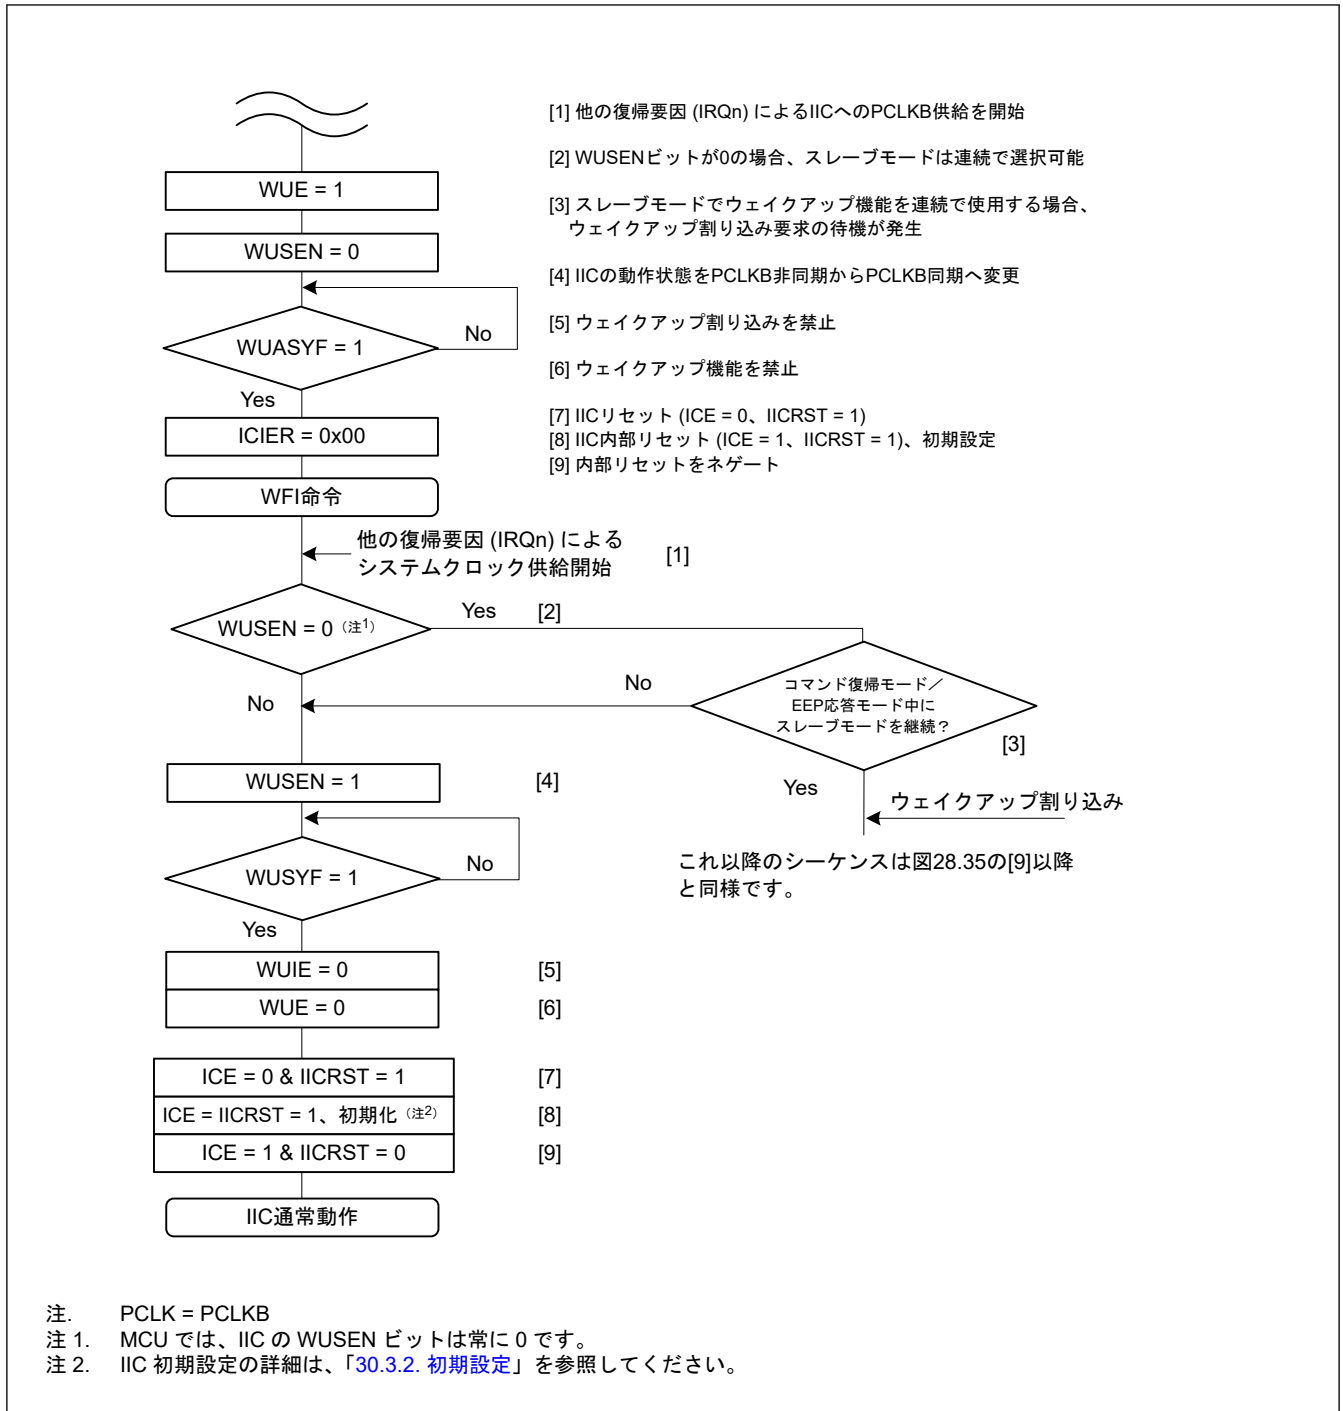 [1] 他の復帰要因 (IRQn) によるIICへのPCLKB供給を開始
[2] WUSENビットが0の場合、スレーブモードは連続で選択可能
[3] スレーブモードでウェイクアップ機能を連続で使用する場合、
ウェイクアップ割り込み要求の待機が発生
[4] IICの動作状態をPCLKB非同期からPCLKB同期へ変更
[5] ウェイクアップ割り込みを禁止
[6] ウェイクアップ機能を禁止
[7] IICリセット (ICE = 0、IICRST = 1)
[8] IIC内部リセット (ICE = 1、IICRST = 1)、初期設定
[9] 内部リセットをネゲート
WUE = 1
WUSEN = 0
WUASYF = 1
No
Yes
ICIER = 0x00
WFI命令
他の復帰要因 (IRQn) による
システムクロック供給開始
[1]
WUSEN = 0（注1）
Yes
[2]
No
コマンド復帰モード／
EEP応答モード中に
スレーブモードを継続？
[3]
No
Yes
ウェイクアップ割り込み
これ以降のシーケンスは図28.35の[9]以降
と同様です。
WUSEN = 1
[4]
WUSYF = 1
No
Yes
WUIE = 0
[5]
WUE = 0
[6]
ICE = 0 & IICRST = 1
[7]
ICE = IICRST = 1、初期化（注2）
[8]
ICE = 1 & IICRST = 0
[9]
IIC通常動作
注. PCLK = PCLKB
注 1. MCU では、IIC の WUSEN ビットは常に 0 です。
注 2. IIC 初期設定の詳細は、「30.3.2. 初期設定」を参照してください。